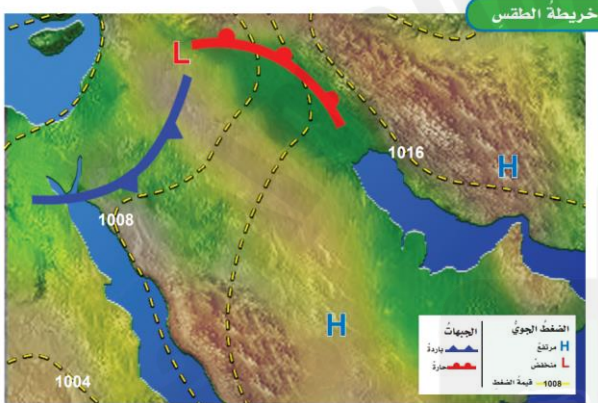 خريطةُ الطقسِ
L
1016
H
1008
H
1004
الضغطُ الجويُّ
H مرتفعٌ
L منخفضٌ
1008 قيمةُ الضغط
الجبهاتُ
باردةٌ
حارةٌ